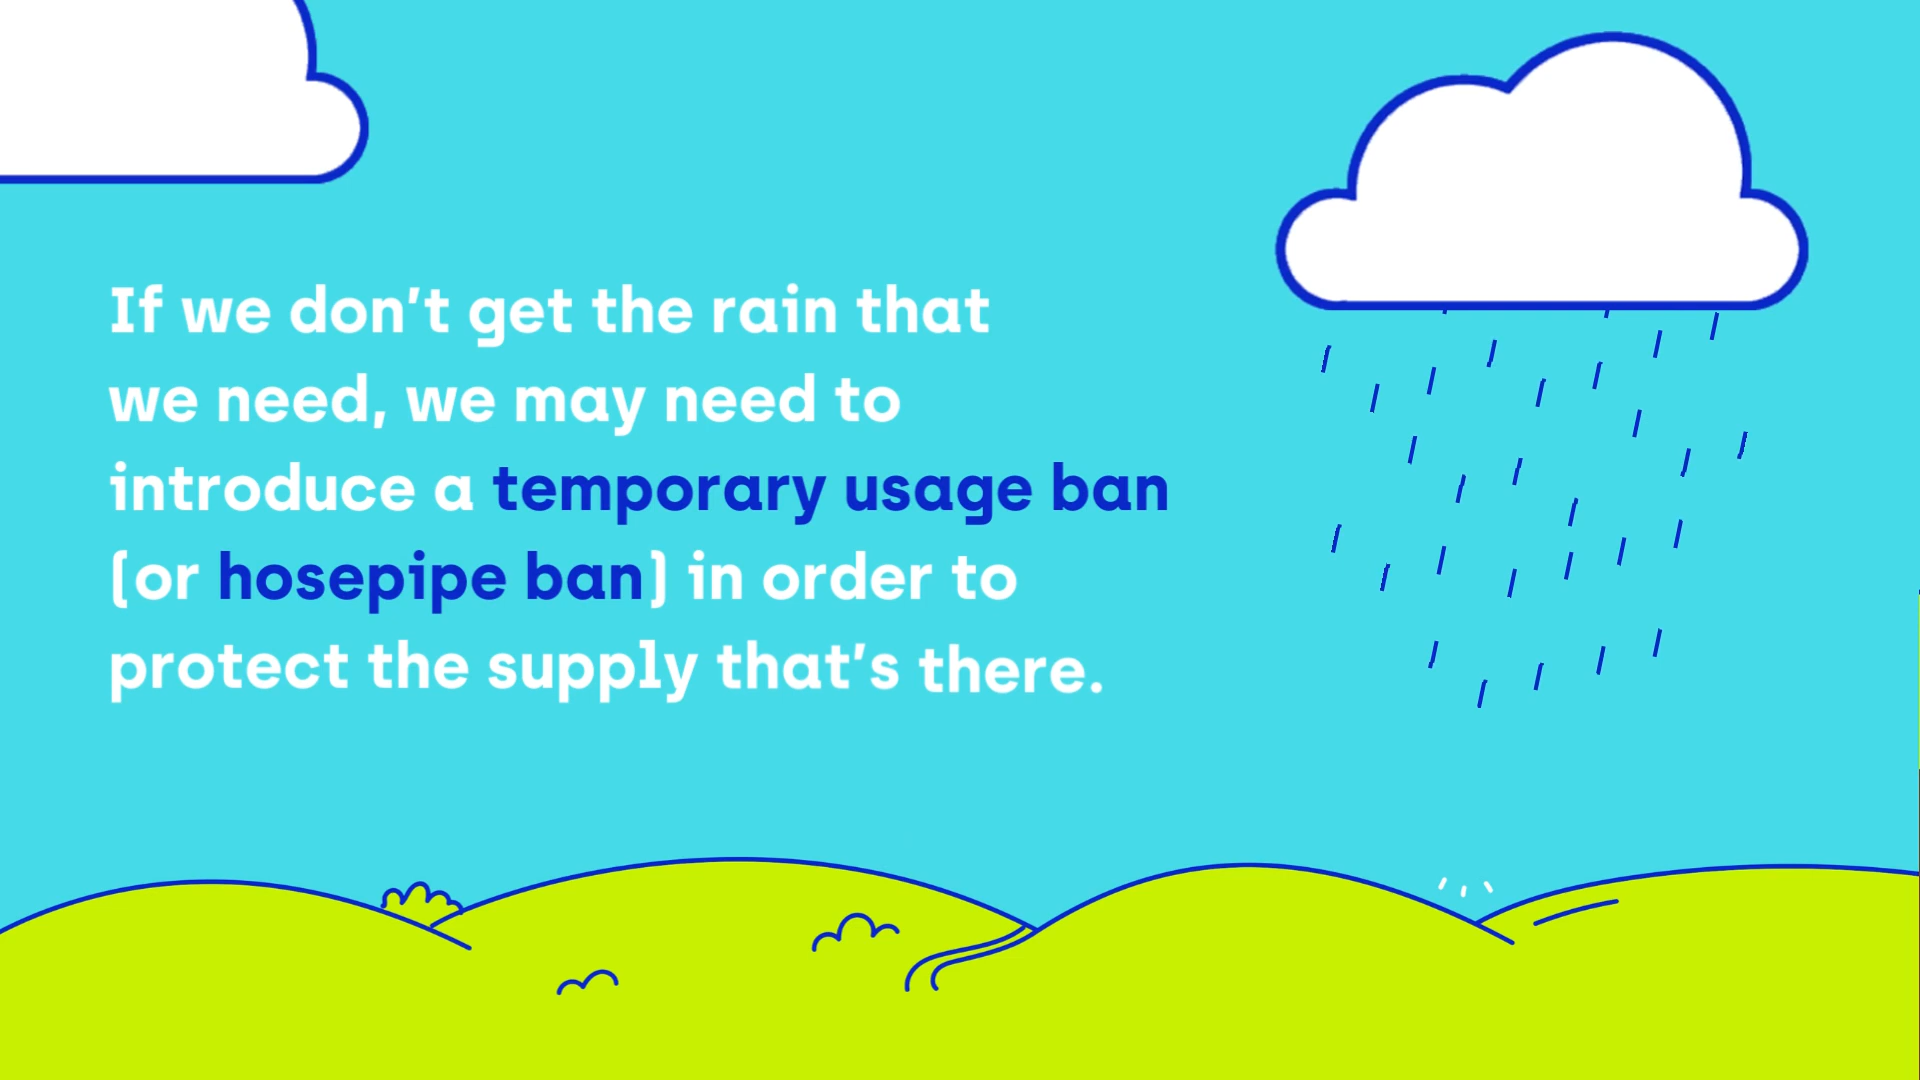 If we don't get the rain that
we need, we may need to
introduce a temporary usage ban
(or hosepipe ban) in order to
protect the supply that's there.